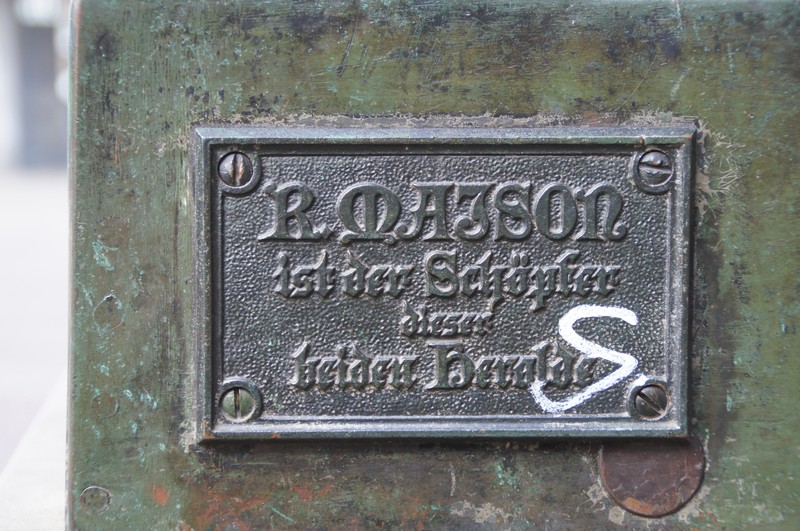 R. MAISON
ist der Schöpfer
dieser
beiden Herolde
S